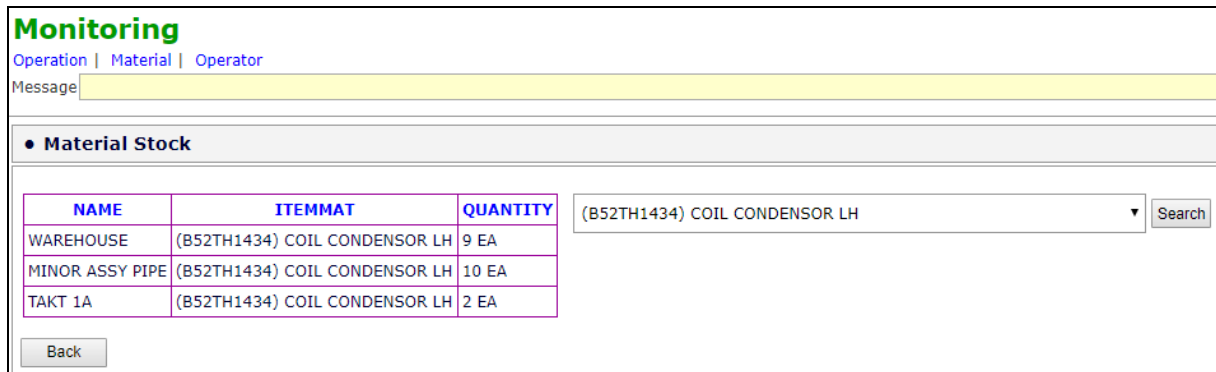 Monitoring
Operation | Material | Operator
Message
• Material Stock
NAME ITEMMAT QUANTITY
(B52TH1434) COIL CONDENSOR LH ▼ Search
WAREHOUSE (B52TH1434) COIL CONDENSOR LH 9 EA
MINOR ASSY PIPE (B52TH1434) COIL CONDENSOR LH 10 EA
TAKT 1A (B52TH1434) COIL CONDENSOR LH 2 EA
Back